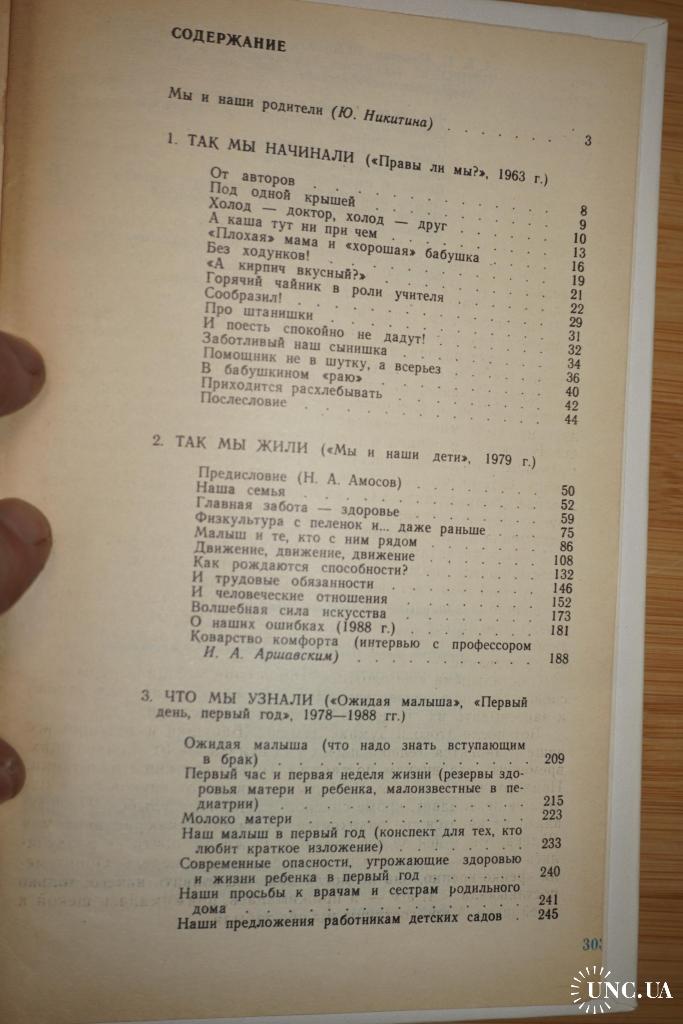 СОДЕРЖАНИЕ
Мы и наши родители (Ю. Никитина) . . . . . . 3
1. ТАК МЫ НАЧИНАЛИ («Правы ли мы?», 1963 г.)
От авторов . . . . . . 8
Под одной крышей . . . . . . 9
Холод — доктор, холод — друг . . . . . . 10
А каша тут ни при чем . . . . . . 13
«Плохая» мама и «хорошая» бабушка . . . . . . 16
Без ходунков! . . . . . . 19
«А кирпич вкусный?» . . . . . . 21
Горячий чайник в роли учителя . . . . . . 22
Сообразил! . . . . . . 29
Про штанишки . . . . . . 31
И поесть спокойно не дадут! . . . . . . 32
Заботливый наш сынишка . . . . . . 34
Помощник не в шутку, а всерьез . . . . . . 36
В бабушкином «раю» . . . . . . 40
Приходится расхлебывать . . . . . . 42
Послесловие . . . . . . 44
2. ТАК МЫ ЖИЛИ («Мы и наши дети», 1979 г.)
Предисловие (Н. А. Амосов) . . . . . . 50
Наша семья . . . . . . 52
Главная забота — здоровье . . . . . . 59
Физкультура с пеленок и... даже раньше . . . . . . 75
Малыш и те, кто с ним рядом . . . . . . 86
Движение, движение, движение . . . . . . 108
Как рождаются способности? . . . . . . 132
И трудовые обязанности . . . . . . 146
И человеческие отношения . . . . . . 152
Волшебная сила искусства . . . . . . 173
О наших ошибках (1988 г.) . . . . . . 181
Коварство комфорта (интервью с профессором
И. А. Аршавским) . . . . . . 188
3. ЧТО МЫ УЗНАЛИ («Ожидая малыша», «Первый
день, первый год», 1978—1988 гг.)
Ожидая малыша (что надо знать вступающим
в брак) . . . . . . 209
Первый час и первая неделя жизни (резервы здо-
ровья матери и ребенка, малоизвестные в пе-
диатрии) . . . . . . 215
Молоко матери . . . . . . 223
Наш малыш в первый год (конспект для тех, кто
любит краткое изложение) . . . . . . 233
Современные опасности, угрожающие здоровью
и жизни ребенка в первый год . . . . . . 240
Наши просьбы к врачам и сестрам родильного
дома . . . . . . 241
Наши предложения работникам детских садов . 245
303
UNC.UA